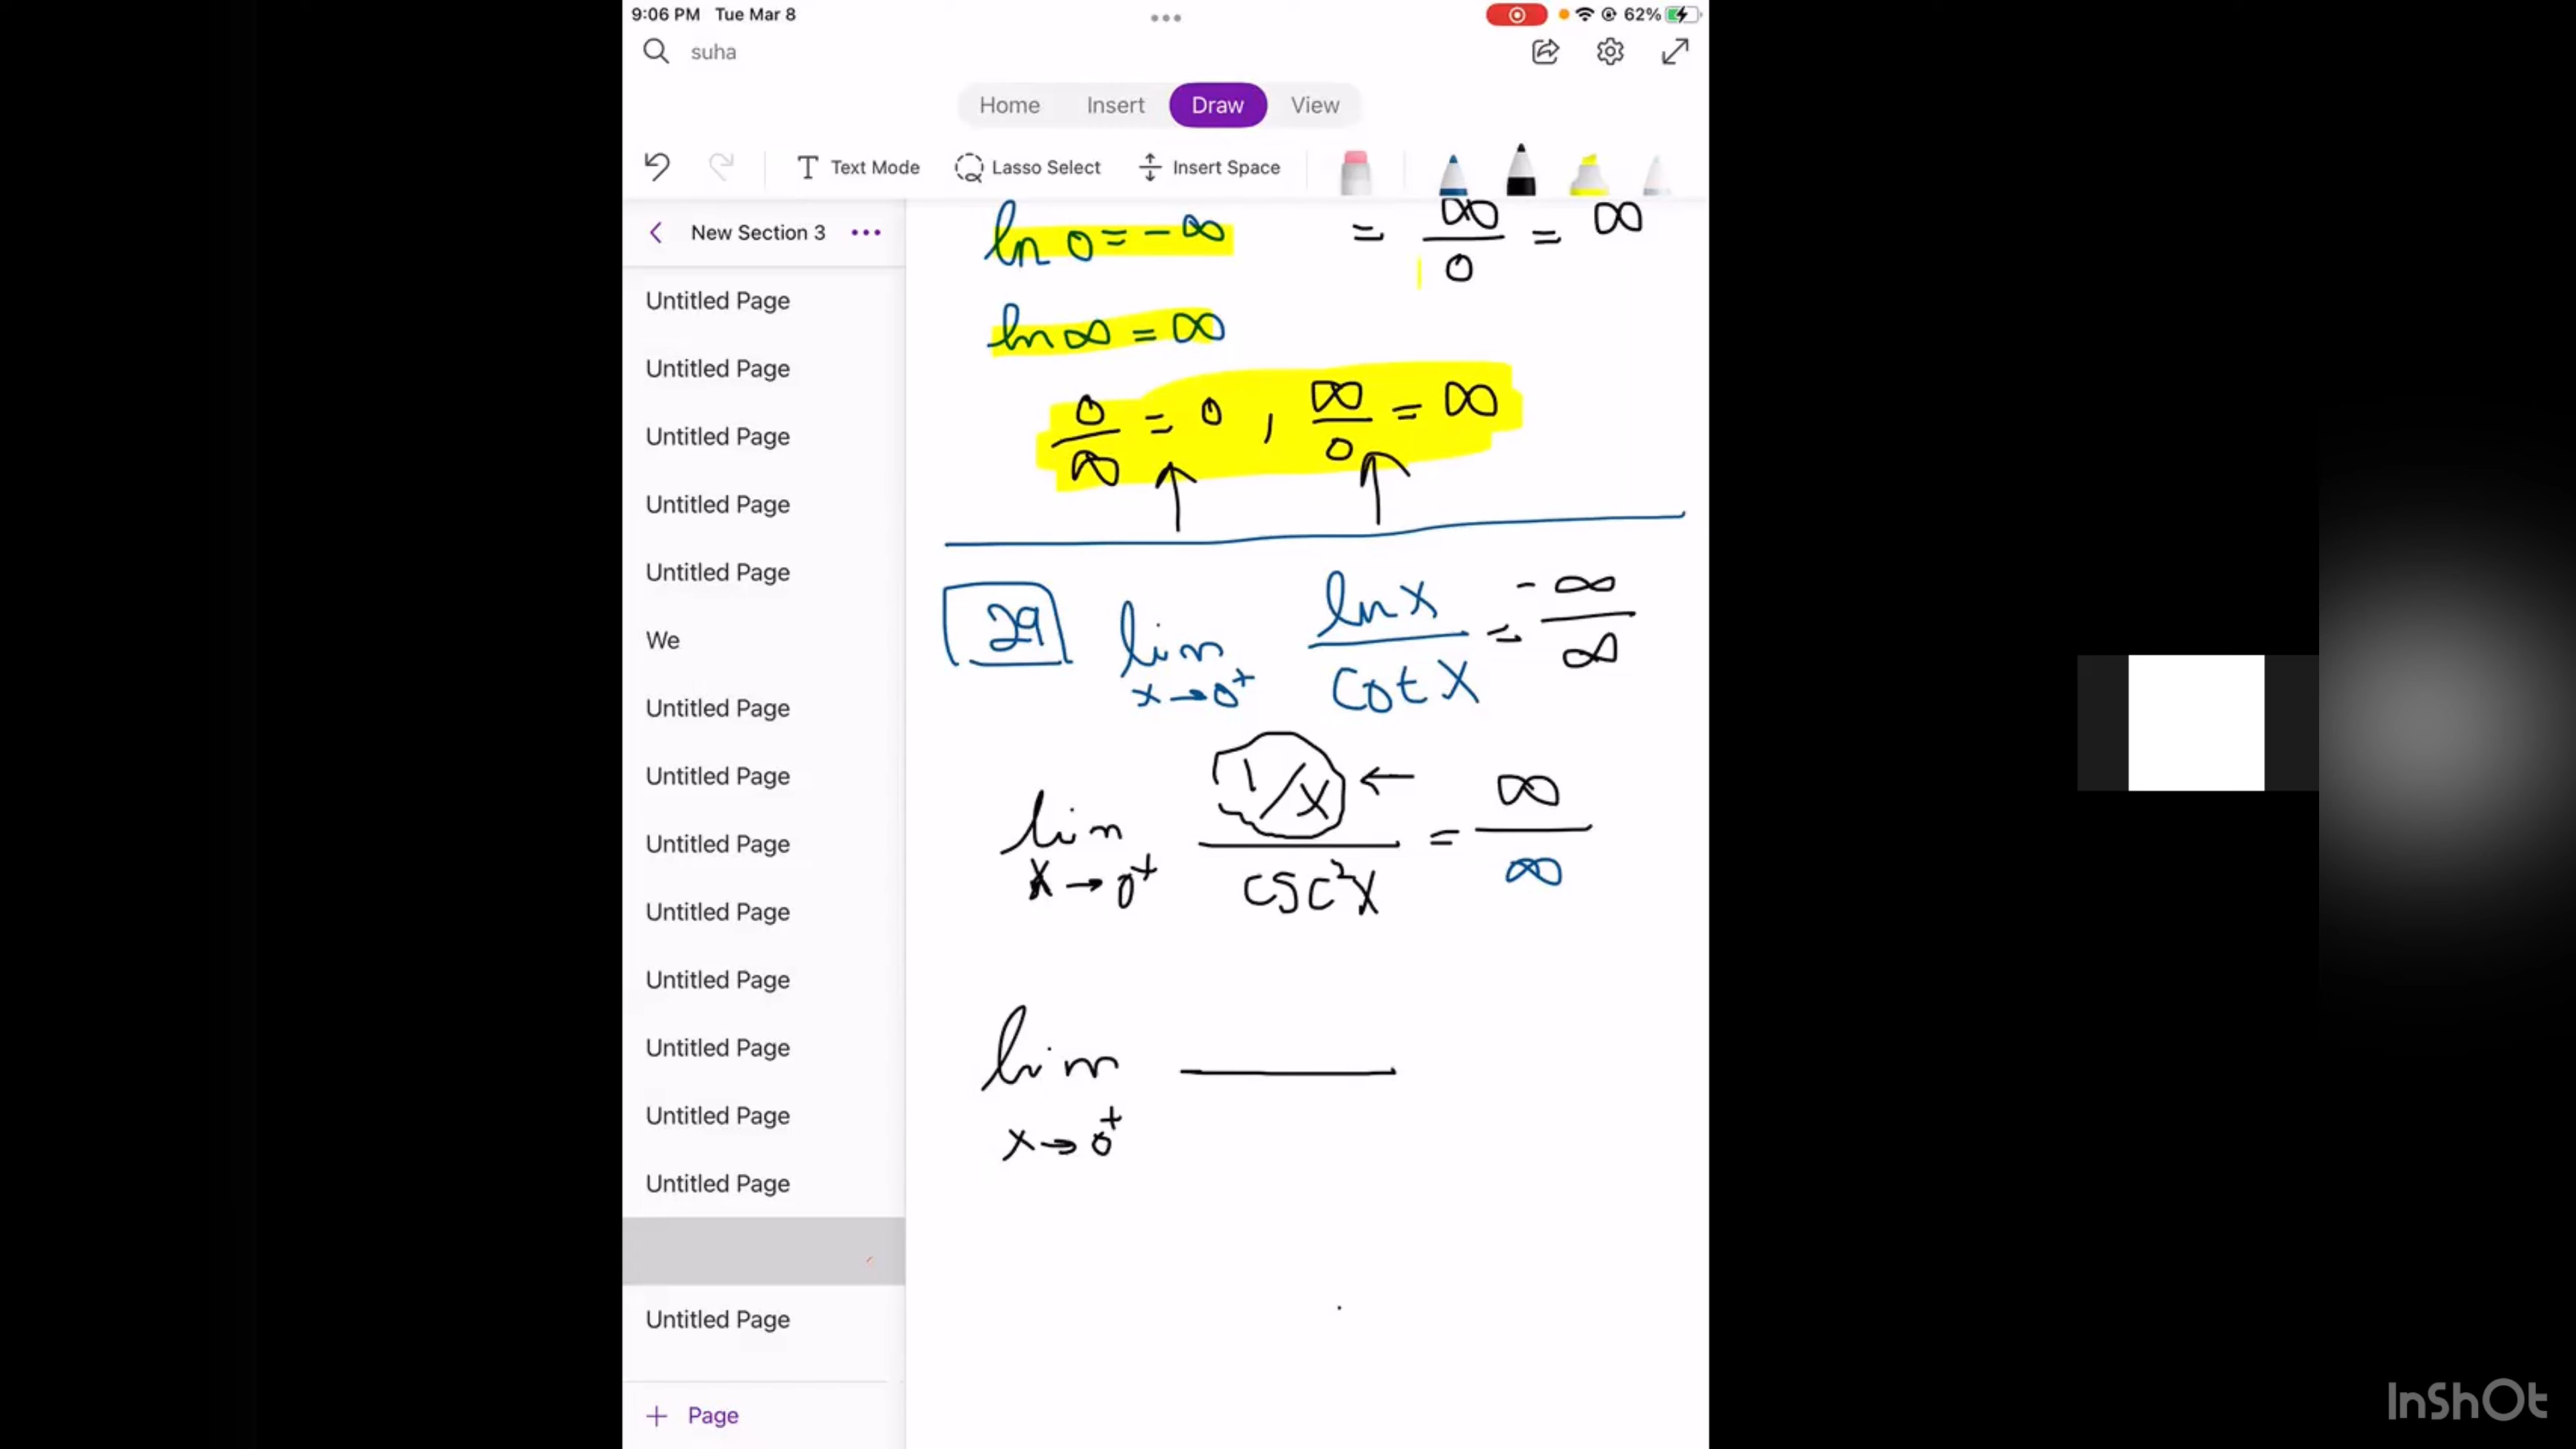 9:06 PM Tue Mar 8
62%
suha
Home Insert Draw View
Text Mode Lasso Select Insert Space
New Section 3
Untitled Page
Untitled Page
Untitled Page
Untitled Page
Untitled Page
We
Untitled Page
Untitled Page
Untitled Page
Untitled Page
Untitled Page
Untitled Page
Untitled Page
Untitled Page
Untitled Page
+ Page
ln 0 = -∞
= ∞/0 = ∞
ln ∞ = ∞
0/∞ = 0 , ∞/0 = ∞
29 lim x→0⁺ ln x / cot x = -∞/∞
lim x→0⁺ 1/x / csc²x = ∞/∞
lim x→0⁺
InShOt